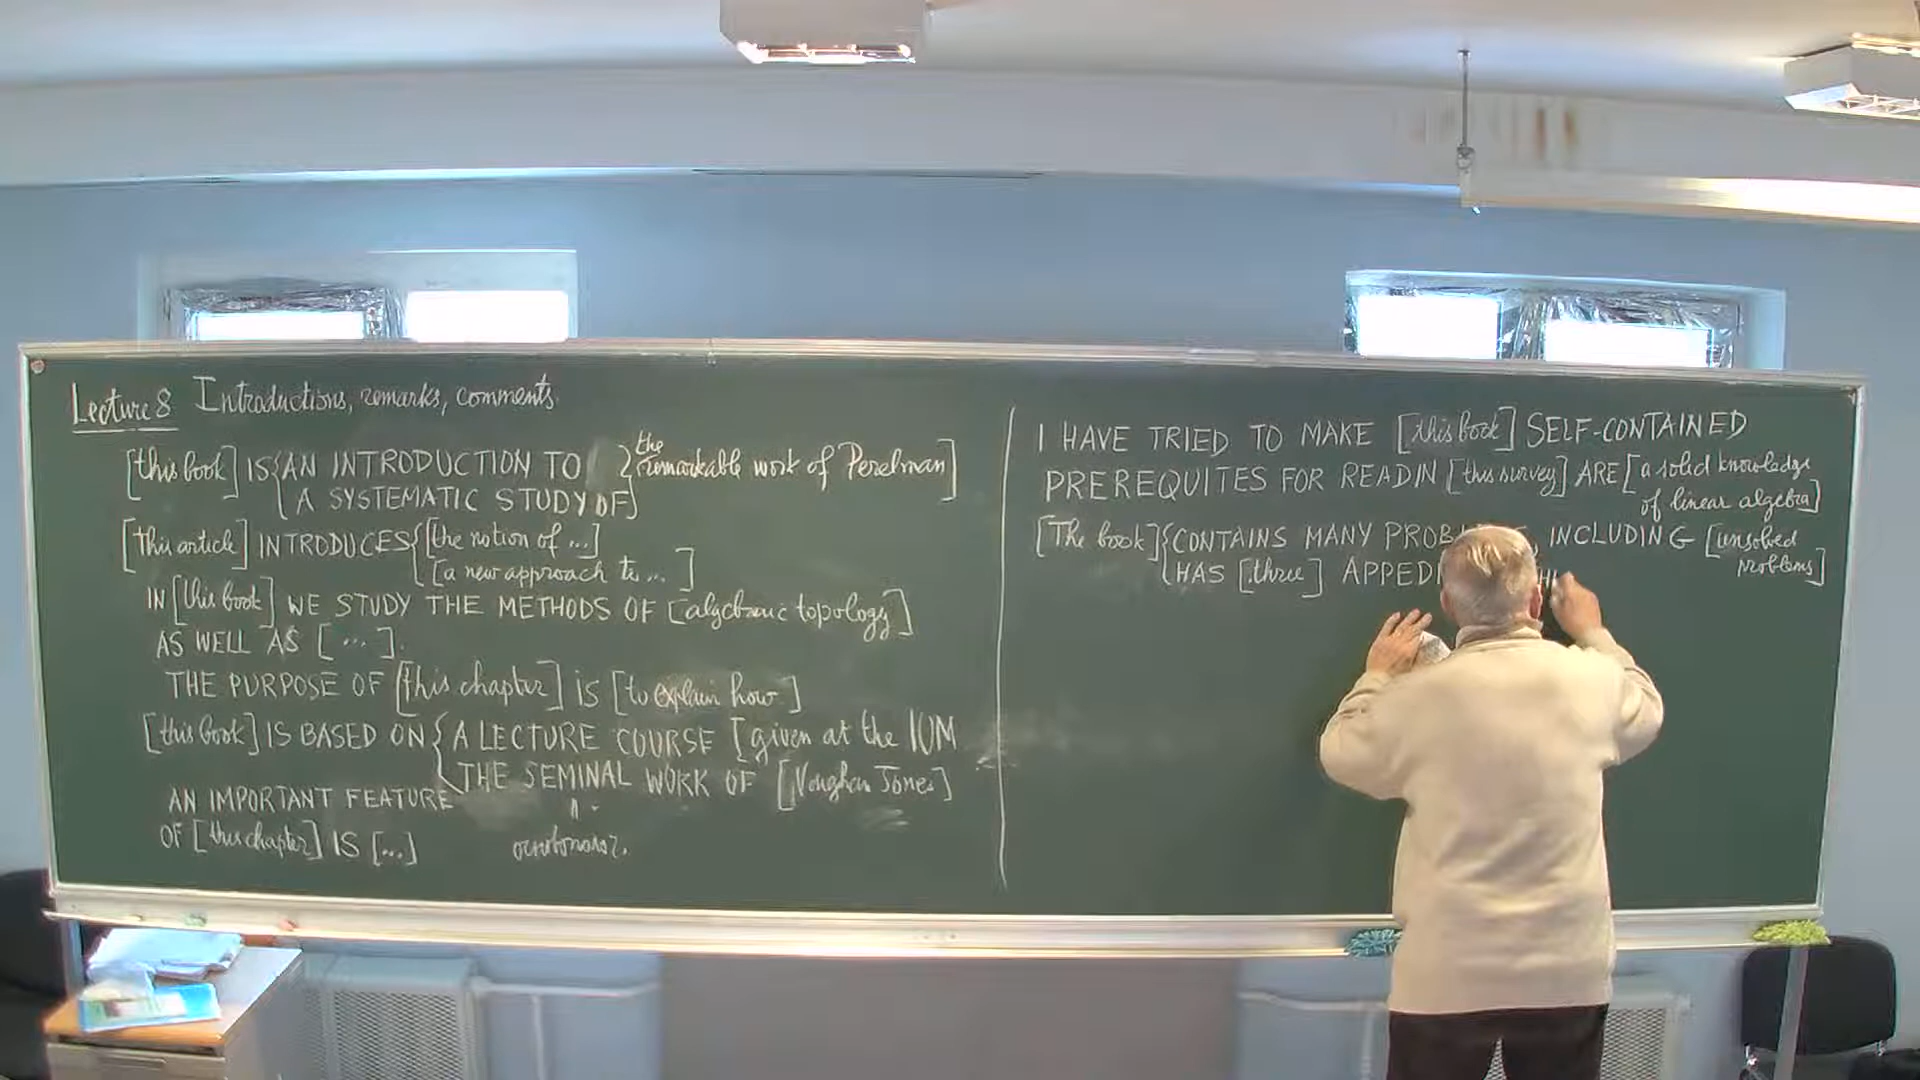 Lecture 8 Introductions, remarks, comments.
[this book] IS { AN INTRODUCTION TO } [the remarkable work of Perelman]
{ A SYSTEMATIC STUDY OF }
[This article] INTRODUCES { [the notion of ...]
{ [a new approach to ... ]
IN [this book] WE STUDY THE METHODS OF [algebraic topology]
AS WELL AS [ ... ].
THE PURPOSE OF [this chapter] IS [to explain how ]
[this book] IS BASED ON { A LECTURE COURSE [given at the IUM
{ THE SEMINAL WORK OF [Vaughan Jones]
AN IMPORTANT FEATURE
OF [this chapter] IS [...]
I HAVE TRIED TO MAKE [this book] SELF-CONTAINED
PREREQUITES FOR READIN [this survey] ARE [a solid knowledge
of linear algebra]
[The book] { CONTAINS MANY PROB INCLUDING [unsolved
problems]
{ HAS [three] APPEDI